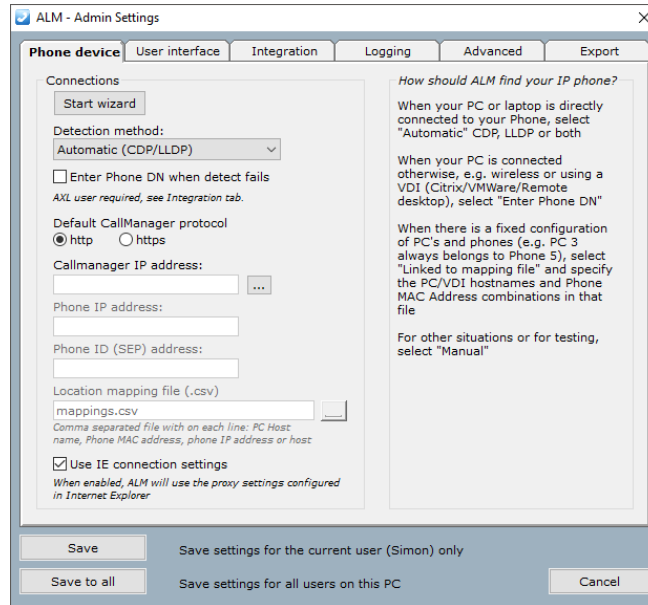 ALM - Admin Settings
Phone device
User interface
Integration
Logging
Advanced
Export
Connections
Start wizard
Detection method:
Automatic (CDP/LLDP)
Enter Phone DN when detect fails
AXL user required, see Integration tab.
Default CallManager protocol
http
https
Callmanager IP address:
...
Phone IP address:
Phone ID (SEP) address:
Location mapping file (.csv)
mappings.csv
...
Comma separated file with on each line: PC Host
name, Phone MAC address, phone IP address or host
Use IE connection settings
When enabled, ALM will use the proxy settings configured
in Internet Explorer
How should ALM find your IP phone?
When your PC or laptop is directly
connected to your Phone, select
"Automatic" CDP, LLDP or both
When your PC is connected
otherwise, e.g. wireless or using a
VDI (Citrix/VMWare/Remote
desktop), select "Enter Phone DN"
When there is a fixed configuration
of PC's and phones (e.g. PC 3
always belongs to Phone 5), select
"Linked to mapping file" and specify
the PC/VDI hostnames and Phone
MAC Address combinations in that
file
For other situations or for testing,
select "Manual"
Save
Save settings for the current user (Simon) only
Save to all
Save settings for all users on this PC
Cancel